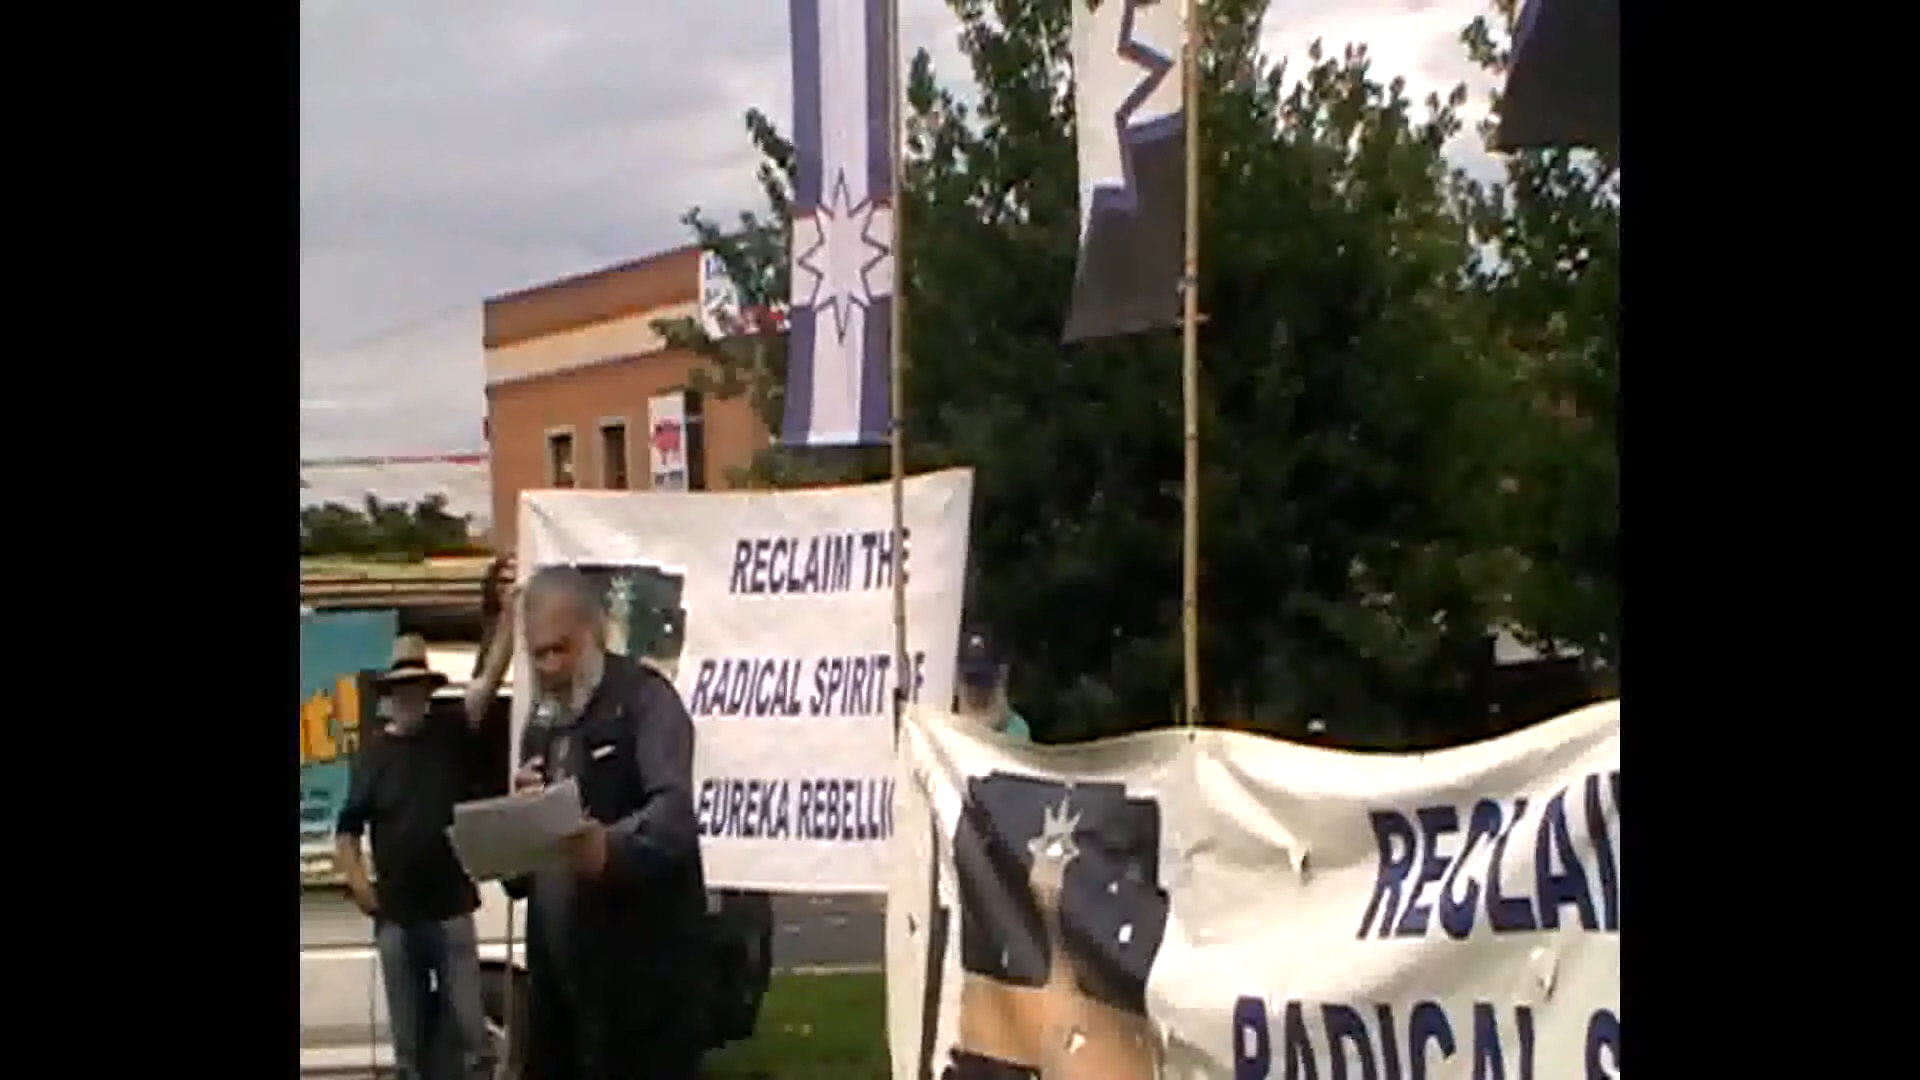 RECLAIM THE
RADICAL SPIRIT OF
EUREKA REBELLI
RECLAI
RADICAL S
t!